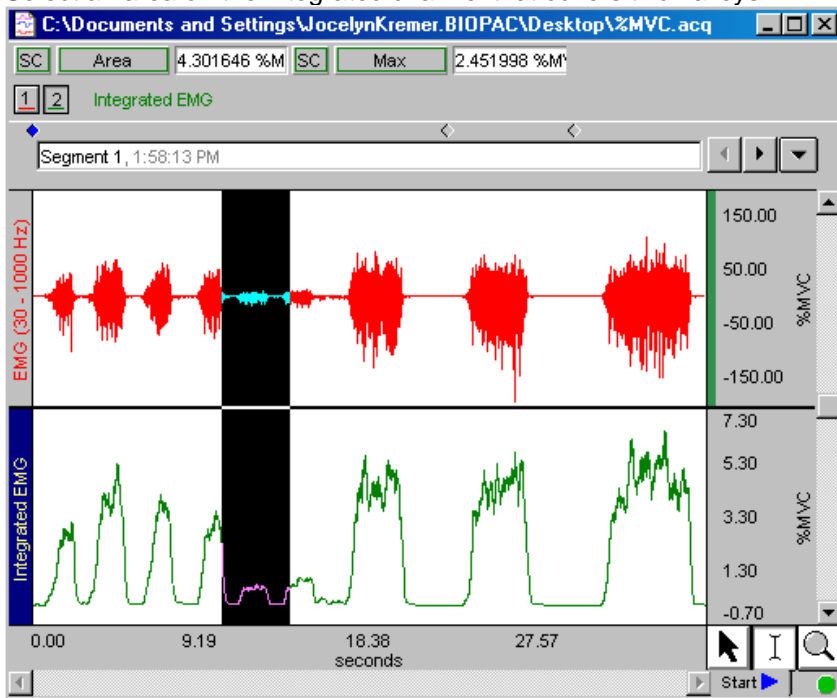 C:\Documents and Settings\JocelynKremer.BIOPAC\Desktop\%MVC.acq
SC Area 4.301646 %M SC Max 2.451998 %M
1 2 Integrated EMG
Segment 1, 1:58:13 PM
EMG (30 - 1000 Hz)
150.00
50.00
-50.00
-150.00
%MVC
Integrated EMG
7.30
5.30
3.30
1.30
-0.70
%MVC
0.00 9.19 18.38 27.57
seconds
Start